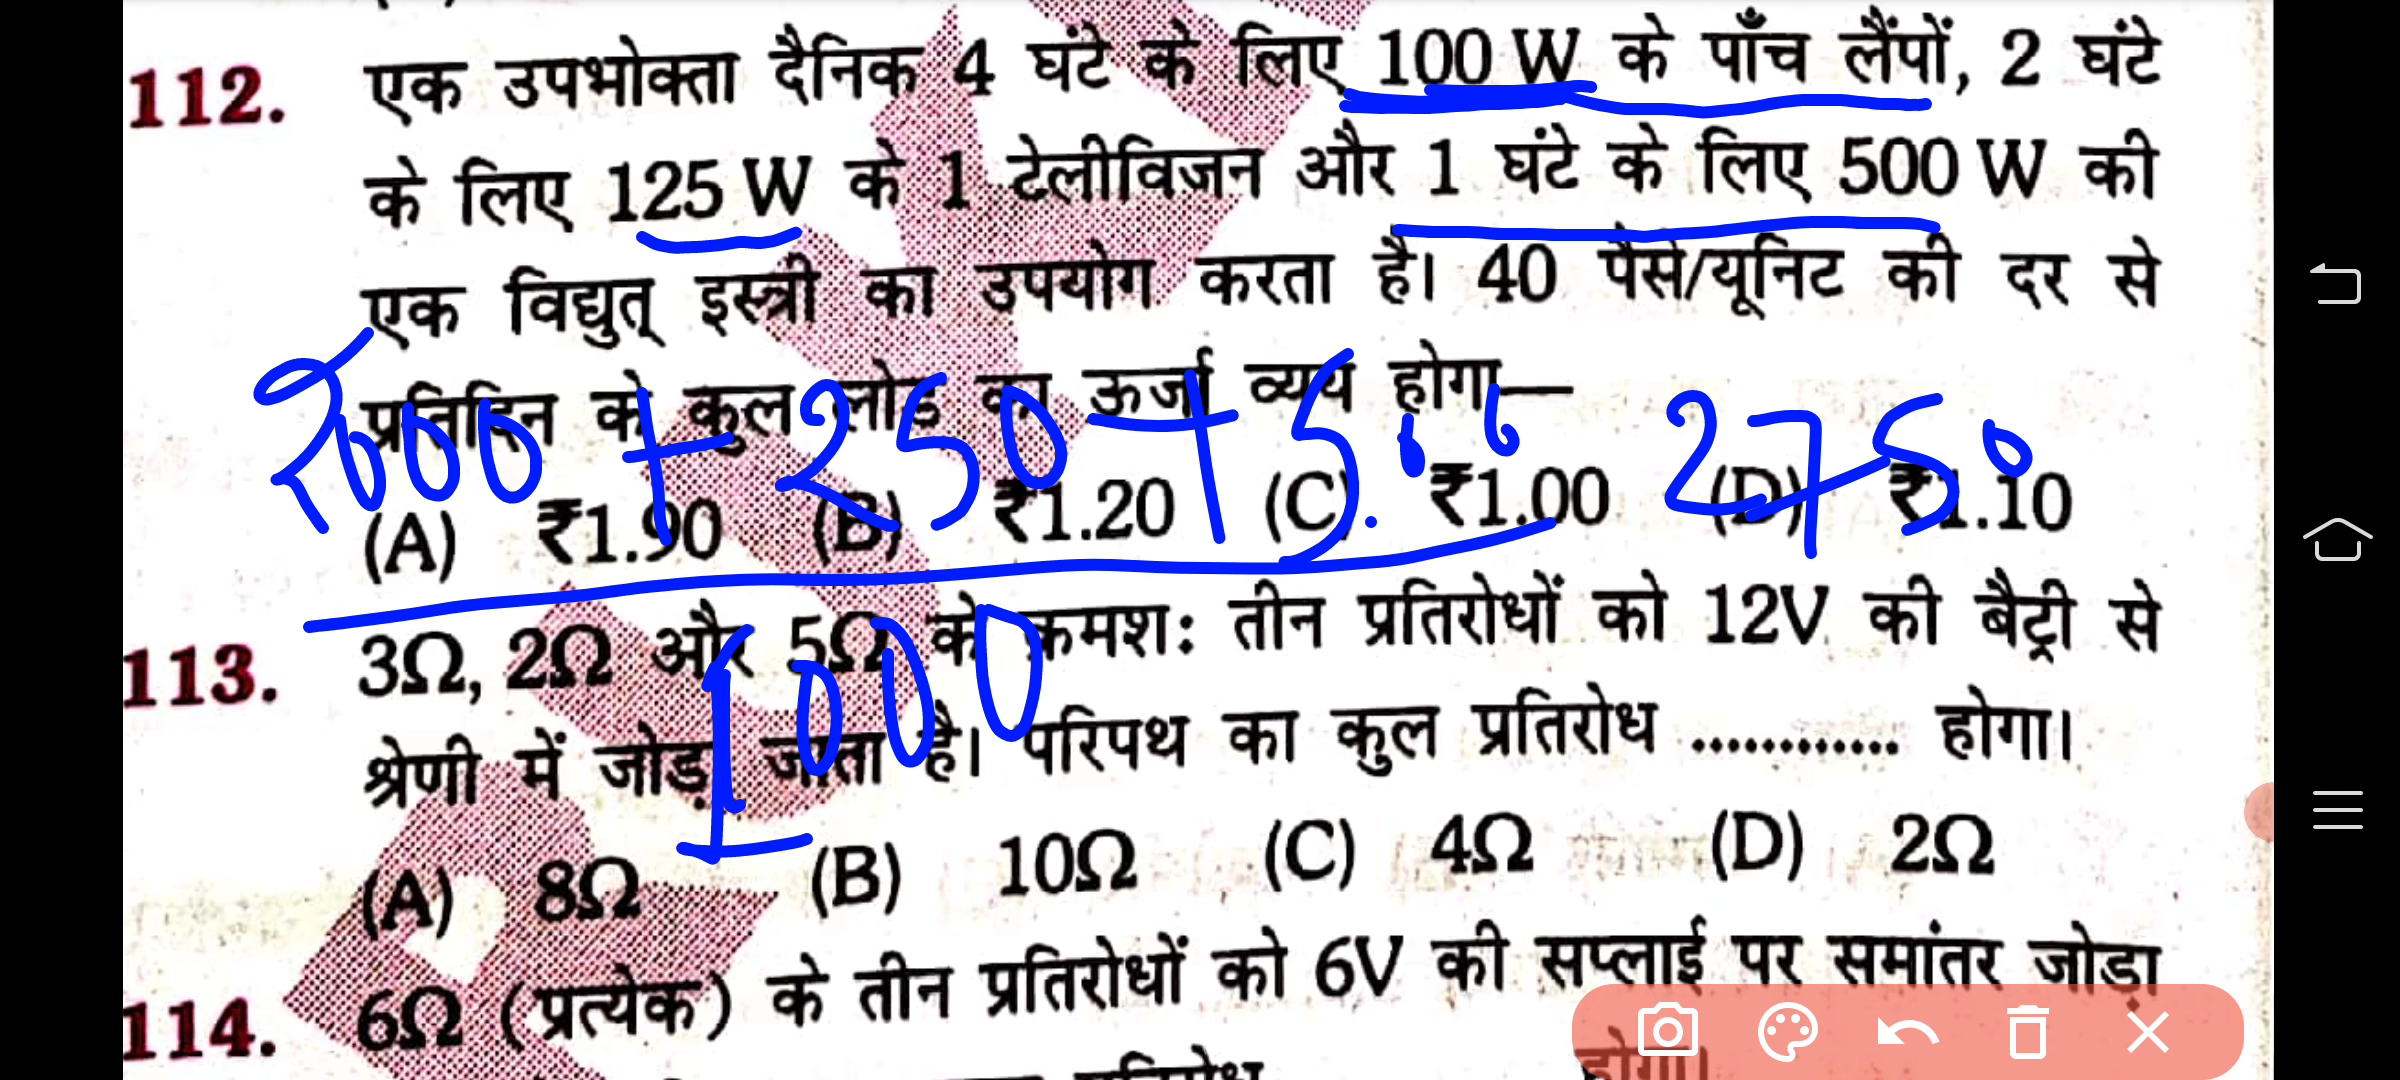 112. एक उपभोक्ता दैनिक 4 घंटे के लिए 100 W के पाँच लैंपों, 2 घंटे
के लिए 125 W के 1 टेलीविजन और 1 घंटे के लिए 500 W की
एक विद्युत् इस्त्री का उपयोग करता है। 40 पैसे/यूनिट की दर से
प्रतिदिन के कुल लोड का ऊर्जा व्यय होगा—
2000 + 250 + 500 2750
(A) ₹1.90 (B) ₹1.20 (C) ₹1.00 (D) ₹1.10
1000
113. 3Ω, 2Ω और 5Ω के क्रमशः तीन प्रतिरोधों को 12V की बैट्री से
श्रेणी में जोड़ा जाता है। परिपथ का कुल प्रतिरोध ............ होगा।
(A) 8Ω (B) 10Ω (C) 4Ω (D) 2Ω
114. 6Ω (प्रत्येक) के तीन प्रतिरोधों को 6V की सप्लाई पर समांतर जोड़ा
होगा।